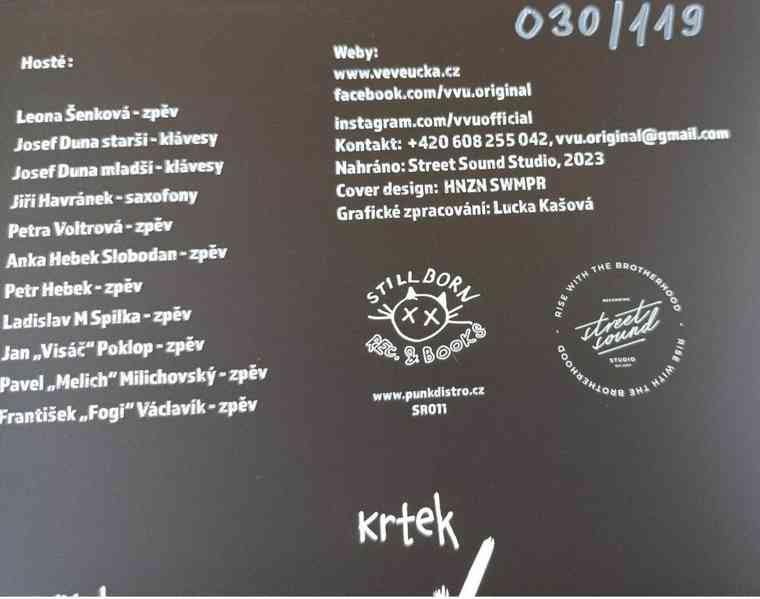 030/119
Hosté:
Leona Šenková - zpěv
Josef Duna starší - klávesy
Josef Duna mladší - klávesy
Jiří Havránek - saxofony
Petra Voltrová - zpěv
Anka Hebek Slobodan - zpěv
Petr Hebek - zpěv
Ladislav M Spilka - zpěv
Jan „Visáč“ Poklop - zpěv
Pavel „Melich“ Milichovský - zpěv
František „Fogi“ Václavík - zpěv
Weby:
www.veveucka.cz
facebook.com/vvu.original
instagram.com/vvuofficial
Kontakt: +420 608 255 042, vvu.original@gmail.com
Nahráno: Street Sound Studio, 2023
Cover design: HNZN SWMPR
Grafické zpracování: Lucka Kašová
STILLBORN
REC. & BOOKS
www.punkdistro.cz
SR011
RISE WITH THE BROTHERHOOD
RISE WITH THE BROTHERHOOD
street
sound
STUDIO
krtek